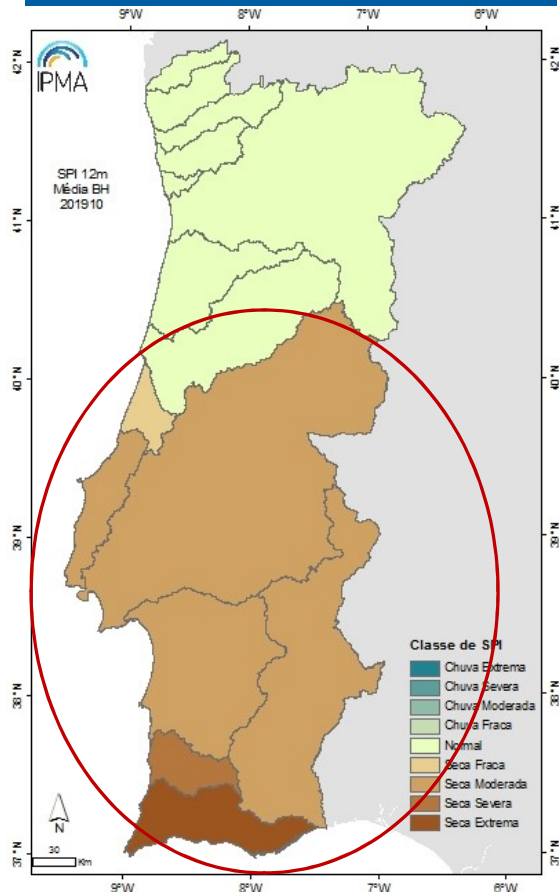 9°W 8°W 7°W 6°W
42°N 42°N
IPMA
SPI 12m
Média BH
201910
41°N 41°N
40°N 40°N
39°N 39°N
Classe de SPI
Chuva Extrema
Chuva Severa
38°N 38°N
Chuva Moderada
Chuva Fraca
Normal
Seca Fraca
Seca Moderada
Seca Severa
N
Seca Extrema
30
Km
37°N 37°N
9°W 8°W 7°W 6°W